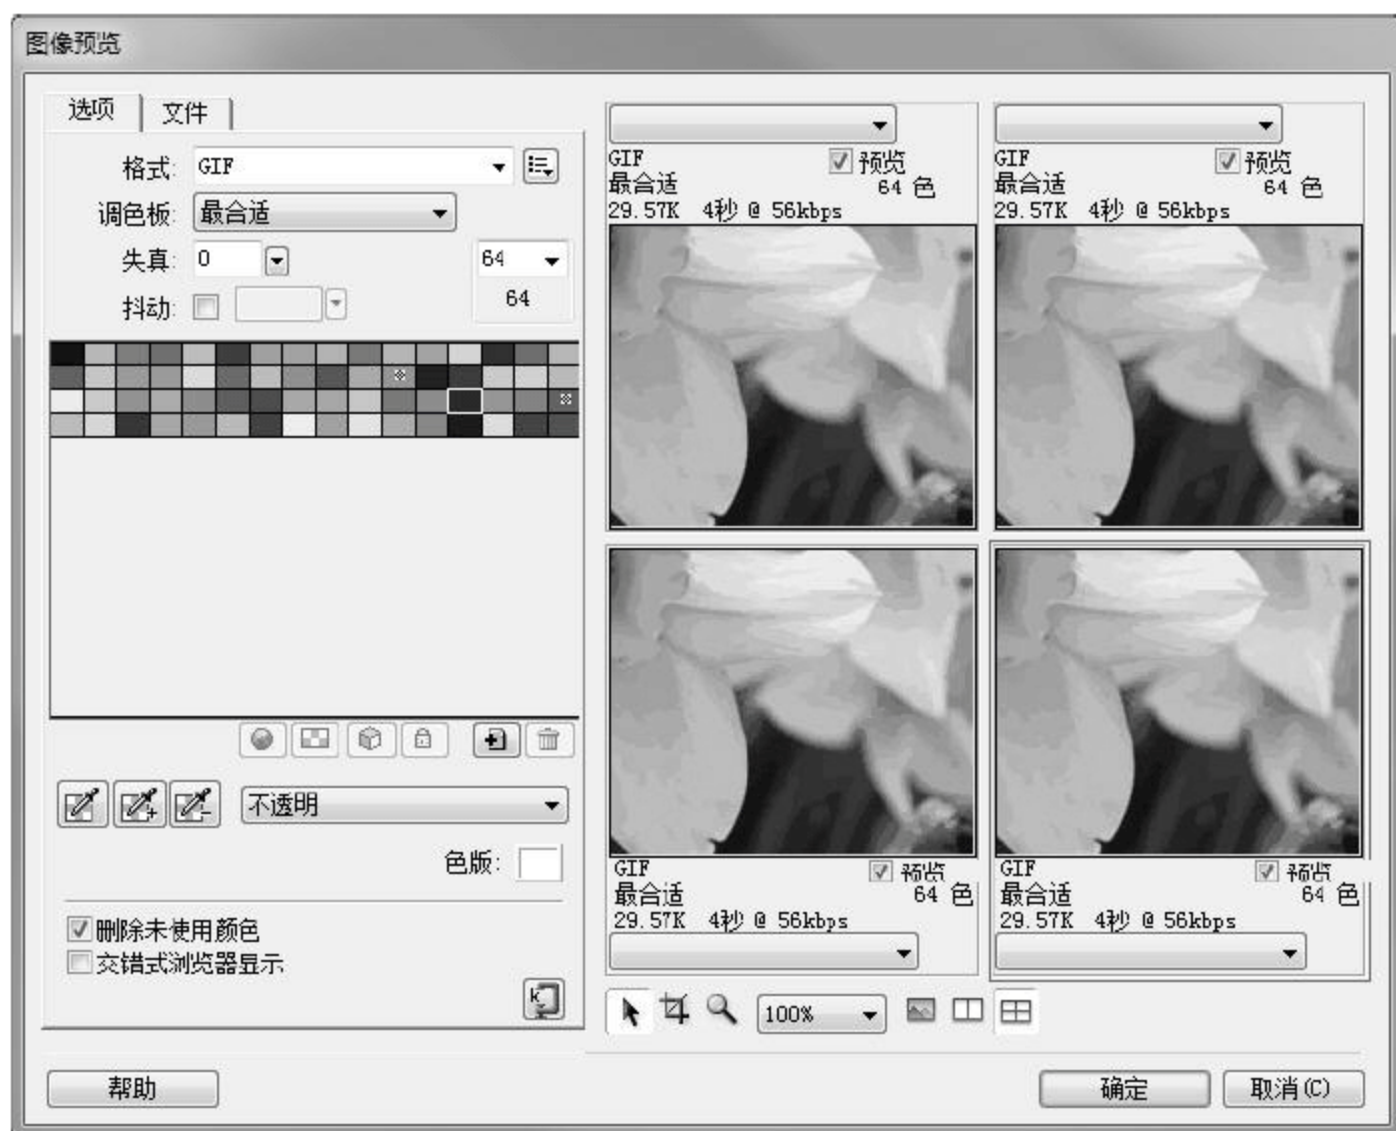 图像预览
选项
文件
格式: GIF
调色板: 最合适
失真: 0
64
抖动:
64
不透明
色版:
删除未使用颜色
交错式浏览器显示
GIF
预览
最合适
64 色
29.57K 4秒 @ 56kbps
GIF
预览
最合适
64 色
29.57K 4秒 @ 56kbps
GIF
预览
最合适
64 色
29.57K 4秒 @ 56kbps
GIF
预览
最合适
64 色
29.57K 4秒 @ 56kbps
100%
帮助
确定
取消(C)